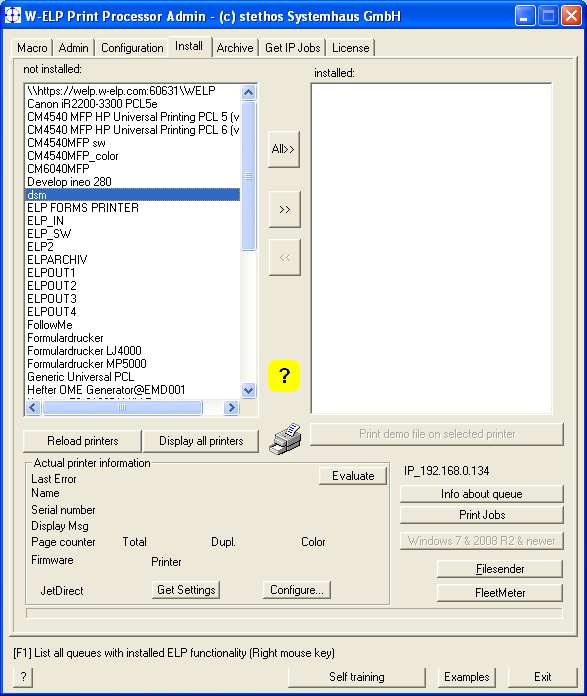 W-ELP Print Processor Admin - (c) stethos Systemhaus GmbH
Macro Admin Configuration Install Archive Get IP Jobs License
not installed:
installed:
\\https://welp.w-elp.com:60631\WELP
Canon iR2200-3300 PCL5e
CM4540 MFP HP Universal Printing PCL 5 (v
CM4540 MFP HP Universal Printing PCL 6 (v
CM4540MFP sw
CM4540MFP_color
CM6040MFP
Develop ineo 280
dsm
ELP FORMS PRINTER
ELP_IN
ELP_SW
ELP2
ELPARCHIV
ELPOUT1
ELPOUT2
ELPOUT3
ELPOUT4
FollowMe
Formulardrucker
Formulardrucker LJ4000
Formulardrucker MP5000
Generic Universal PCL
Hefter OME Generator@EMD001
All>>
>>
<<
?
Reload printers
Display all printers
Print demo file on selected printer
Actual printer information
Last Error
Evaluate
Name
Serial number
Display Msg
Page counter Total Dupl. Color
Firmware Printer
JetDirect Get Settings Configure...
IP_192.168.0.134
Info about queue
Print Jobs
Windows 7 & 2008 R2 & newer
Filesender
FleetMeter
[F1] List all queues with installed ELP functionality (Right mouse key)
? Self training Examples Exit